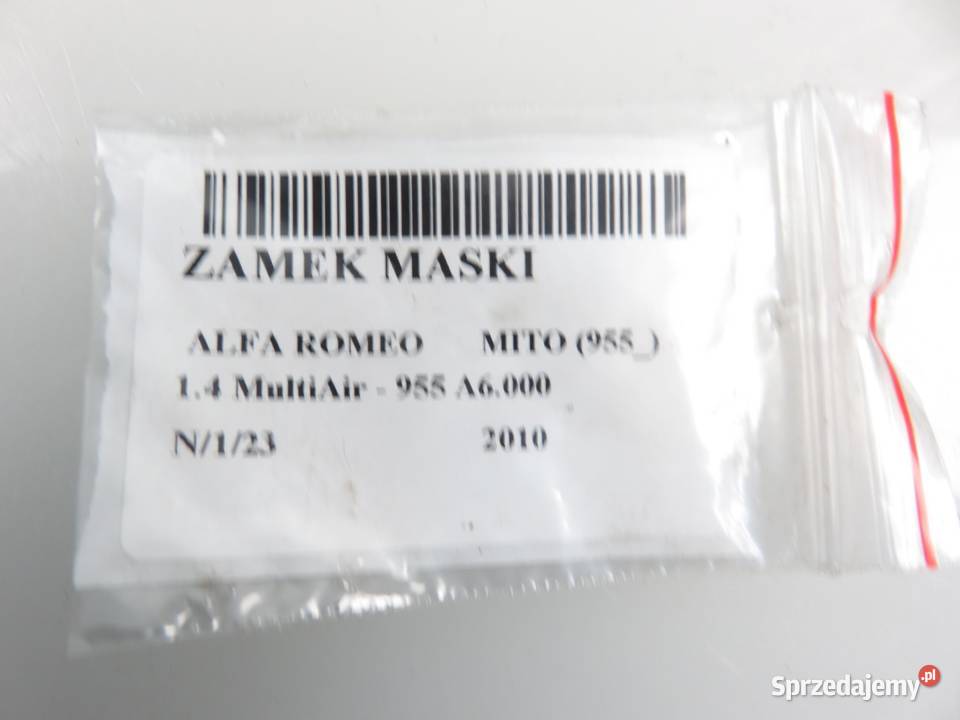 ZAMEK MASKI
ALFA ROMEO MITO (955_)
1.4 MultiAir - 955 A6.000
N/1/23 2010
Sprzedajemy.pl